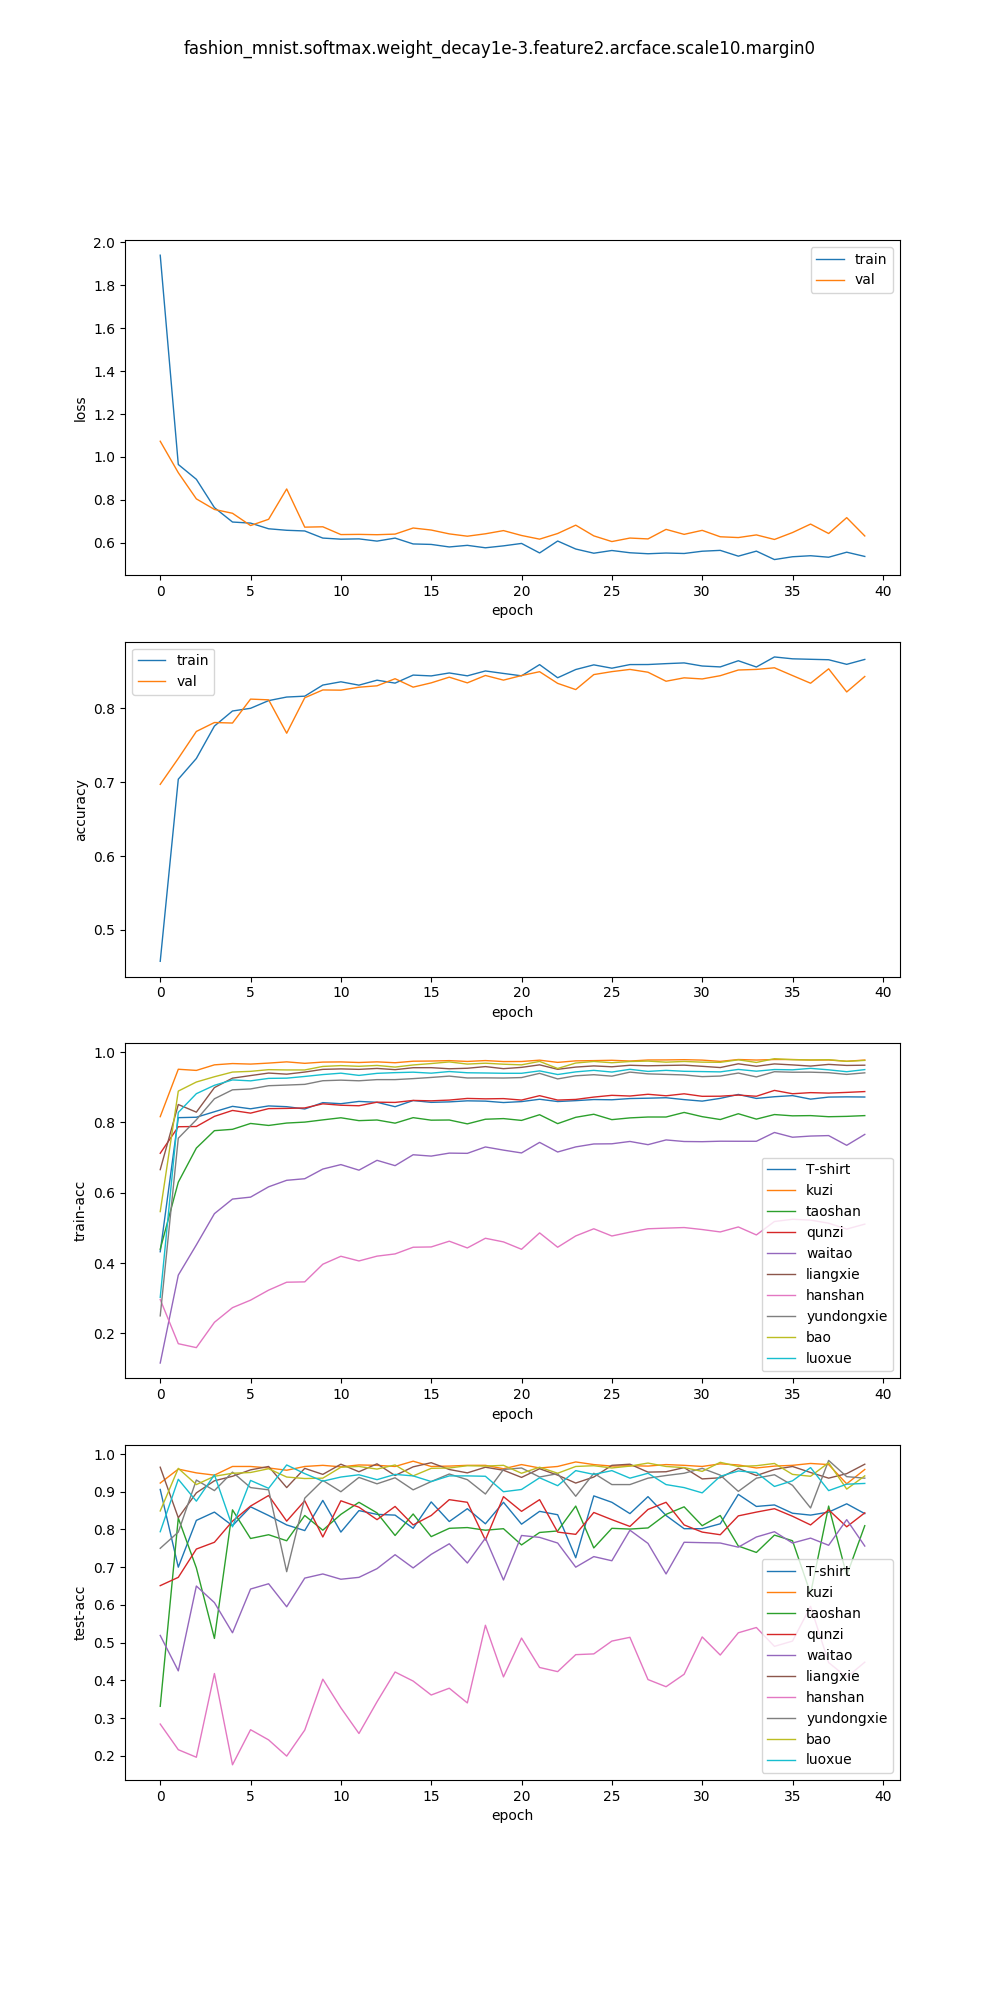 fashion_mnist.softmax.weight_decay1e-3.feature2.arcface.scale10.margin0
2.0
1.8
1.6
1.4
1.2
1.0
0.8
0.6
loss
train
val
0 5 10 15 20 25 30 35 40
epoch
0.8
0.7
0.6
0.5
accuracy
train
val
0 5 10 15 20 25 30 35 40
epoch
1.0
0.8
0.6
0.4
0.2
train-acc
T-shirt
kuzi
taoshan
qunzi
waitao
liangxie
hanshan
yundongxie
bao
luoxue
0 5 10 15 20 25 30 35 40
epoch
1.0
0.9
0.8
0.7
0.6
0.5
0.4
0.3
0.2
test-acc
T-shirt
kuzi
taoshan
qunzi
waitao
liangxie
hanshan
yundongxie
bao
luoxue
0 5 10 15 20 25 30 35 40
epoch